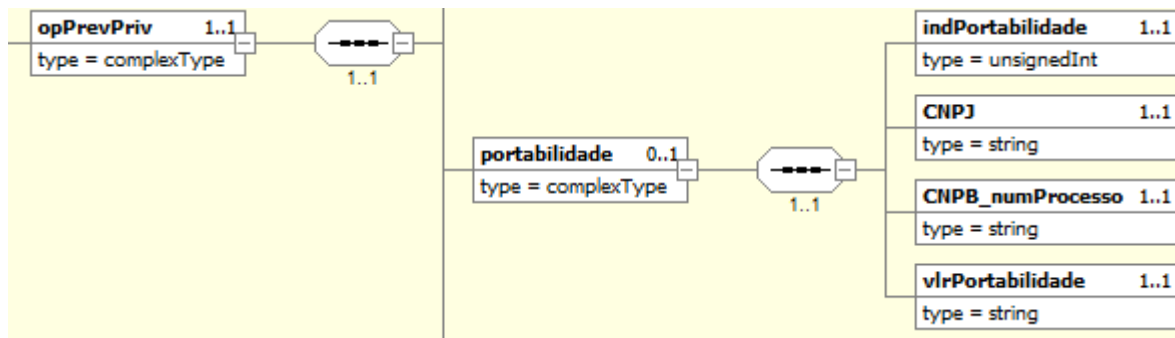 opPrevPriv 1..1
type = complexType
1..1
portabilidade 0..1
type = complexType
1..1
indPortabilidade 1..1
type = unsignedInt
CNPJ 1..1
type = string
CNPB_numProcesso 1..1
type = string
vlrPortabilidade 1..1
type = string